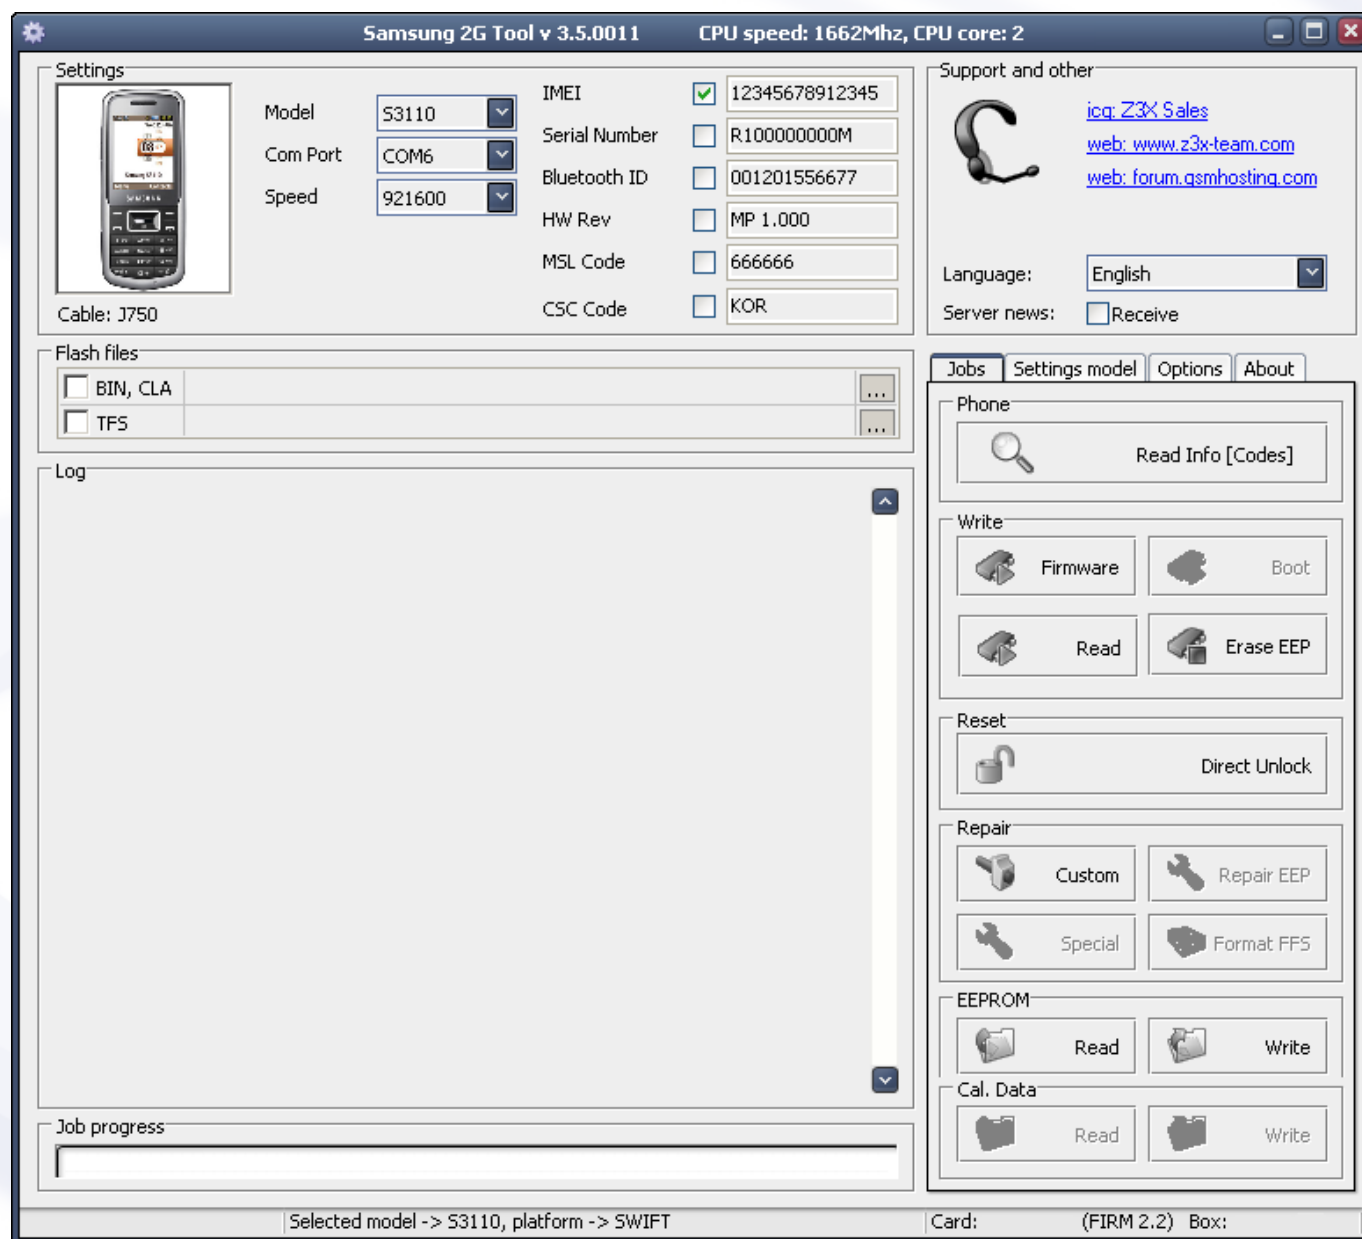 Samsung 2G Tool v 3.5.0011 CPU speed: 1662Mhz, CPU core: 2
Settings
Model S3110
Com Port COM6
Speed 921600
Cable: J750
IMEI 12345678912345
Serial Number R100000000M
Bluetooth ID 001201556677
HW Rev MP 1.000
MSL Code 666666
CSC Code KOR
Support and other
icq: Z3X Sales
web: www.z3x-team.com
web: forum.gsmhosting.com
Language: English
Server news: Receive
Flash files
BIN, CLA ...
TFS ...
Log
Job progress
Jobs Settings model Options About
Phone
Read Info [Codes]
Write
Firmware Boot
Read Erase EEP
Reset
Direct Unlock
Repair
Custom Repair EEP
Special Format FFS
EEPROM
Read Write
Cal. Data
Read Write
Selected model -> S3110, platform -> SWIFT Card: (FIRM 2.2) Box: